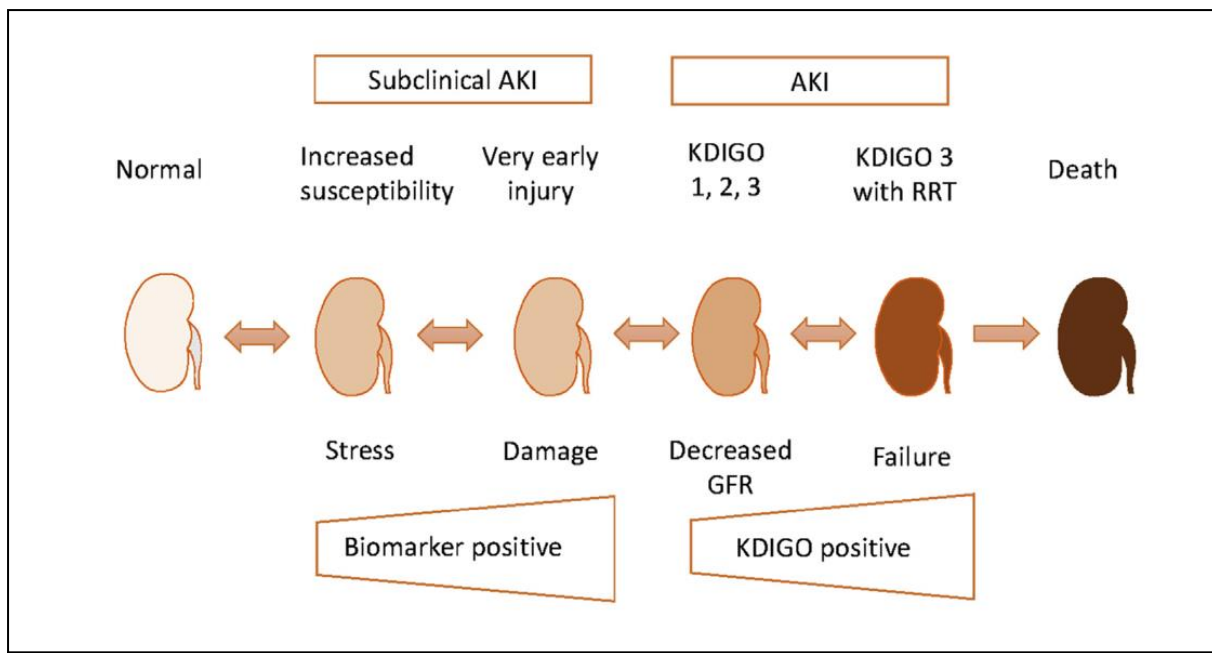 Subclinical AKI
AKI
Normal
Increased
susceptibility
Very early
injury
KDIGO
1, 2, 3
KDIGO 3
with RRT
Death
Stress
Damage
Decreased
GFR
Failure
Biomarker positive
KDIGO positive